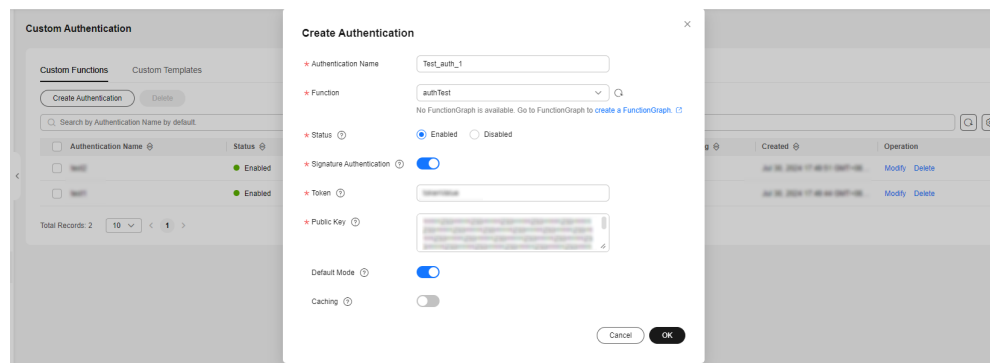 Custom Authentication
Custom Functions Custom Templates
Create Authentication Delete
Search by Authentication Name by default.
Authentication Name Status Created Operation
Enabled Modify Delete
Enabled Modify Delete
Total Records: 2 10 1
Create Authentication
* Authentication Name Test_auth_1
* Function authTest
No FunctionGraph is available. Go to FunctionGraph to create a FunctionGraph.
* Status Enabled Disabled
* Signature Authentication
* Token
* Public Key
Default Mode
Caching
Cancel OK